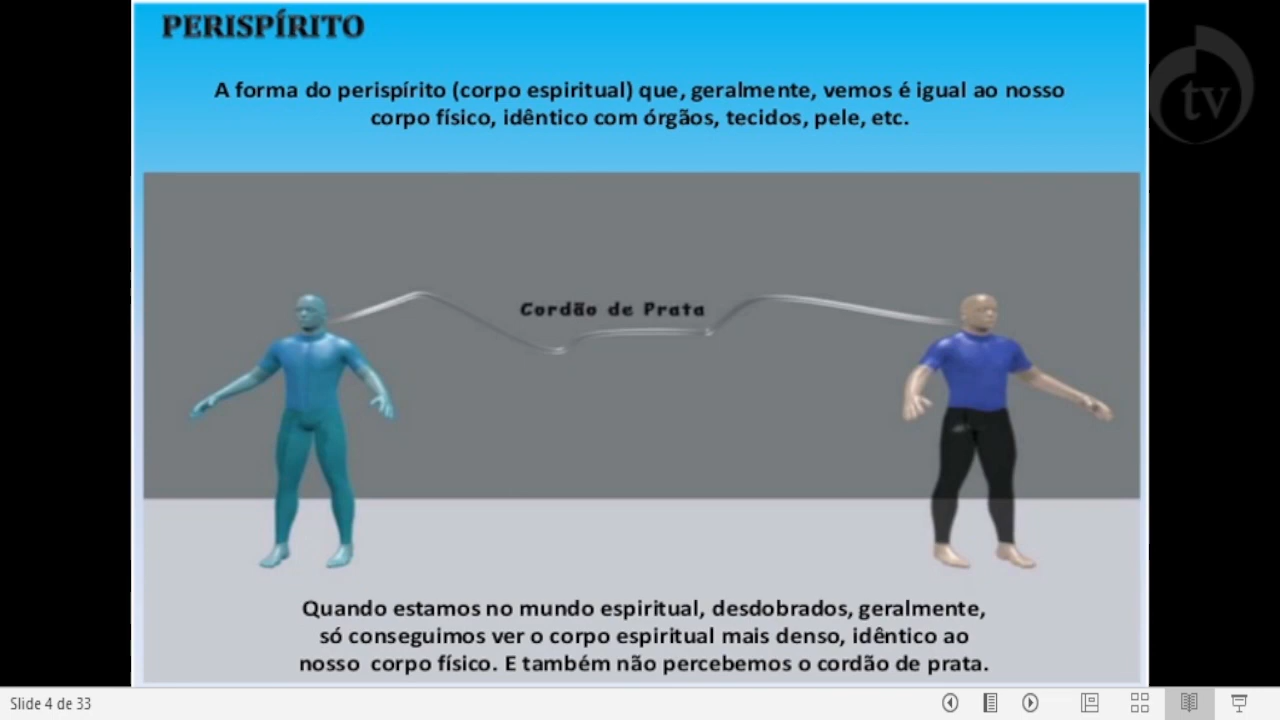 PERISPÍRITO
tv
A forma do perispírito (corpo espiritual) que, geralmente, vemos é igual ao nosso
corpo físico, idêntico com órgãos, tecidos, pele, etc.
Cordão de Prata
Quando estamos no mundo espiritual, desdobrados, geralmente,
só conseguimos ver o corpo espiritual mais denso, idêntico ao
nosso corpo físico. E também não percebemos o cordão de prata.
Slide 4 de 33